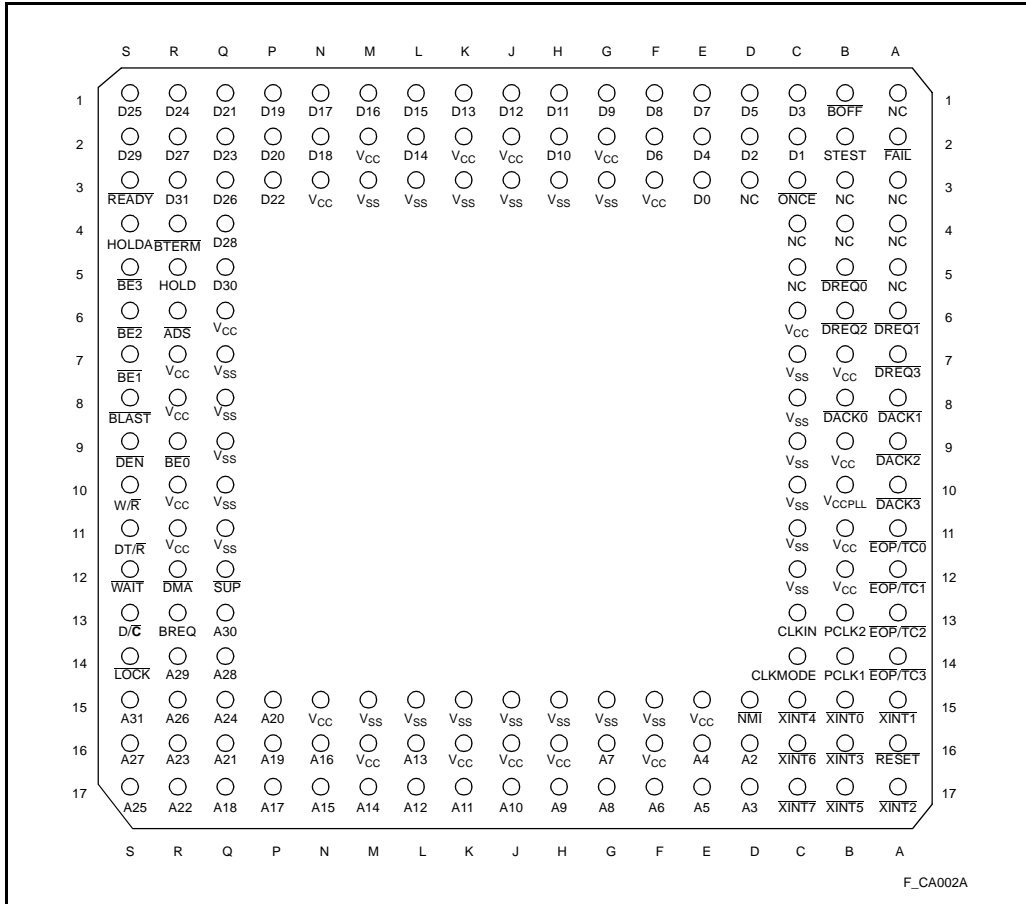 S R Q P N M L K J H G F E D C B A
1 D25 D24 D21 D19 D17 D16 D15 D13 D12 D11 D9 D8 D7 D5 D3 BOFF NC 1
2 D29 D27 D23 D20 D18 VCC D14 VCC VCC D10 VCC D6 D4 D2 D1 STEST FAIL 2
3 READY D31 D26 D22 VCC VSS VSS VSS VSS VSS VSS VCC D0 NC ONCE NC NC 3
4 HOLDA BTERM D28 NC NC NC 4
5 BE3 HOLD D30 NC DREQ0 NC 5
6 BE2 ADS VCC VCC DREQ2 DREQ1 6
7 BE1 VCC VSS VSS VCC DREQ3 7
8 BLAST VCC VSS VSS DACK0 DACK1 8
9 DEN BE0 VSS VSS VCC DACK2 9
10 W/R VCC VSS VSS VCCPLL DACK3 10
11 DT/R VCC VSS VSS VCC EOP/TC0 11
12 WAIT DMA SUP VSS VCC EOP/TC1 12
13 D/C BREQ A30 CLKIN PCLK2 EOP/TC2 13
14 LOCK A29 A28 CLKMODE PCLK1 EOP/TC3 14
15 A31 A26 A24 A20 VCC VSS VSS VSS VSS VSS VSS VSS VCC NMI XINT4 XINT0 XINT1 15
16 A27 A23 A21 A19 A16 VCC A13 VCC VCC VCC A7 VCC A4 A2 XINT6 XINT3 RESET 16
17 A25 A22 A18 A17 A15 A14 A12 A11 A10 A9 A8 A6 A5 A3 XINT7 XINT5 XINT2 17
S R Q P N M L K J H G F E D C B A
F_CA002A